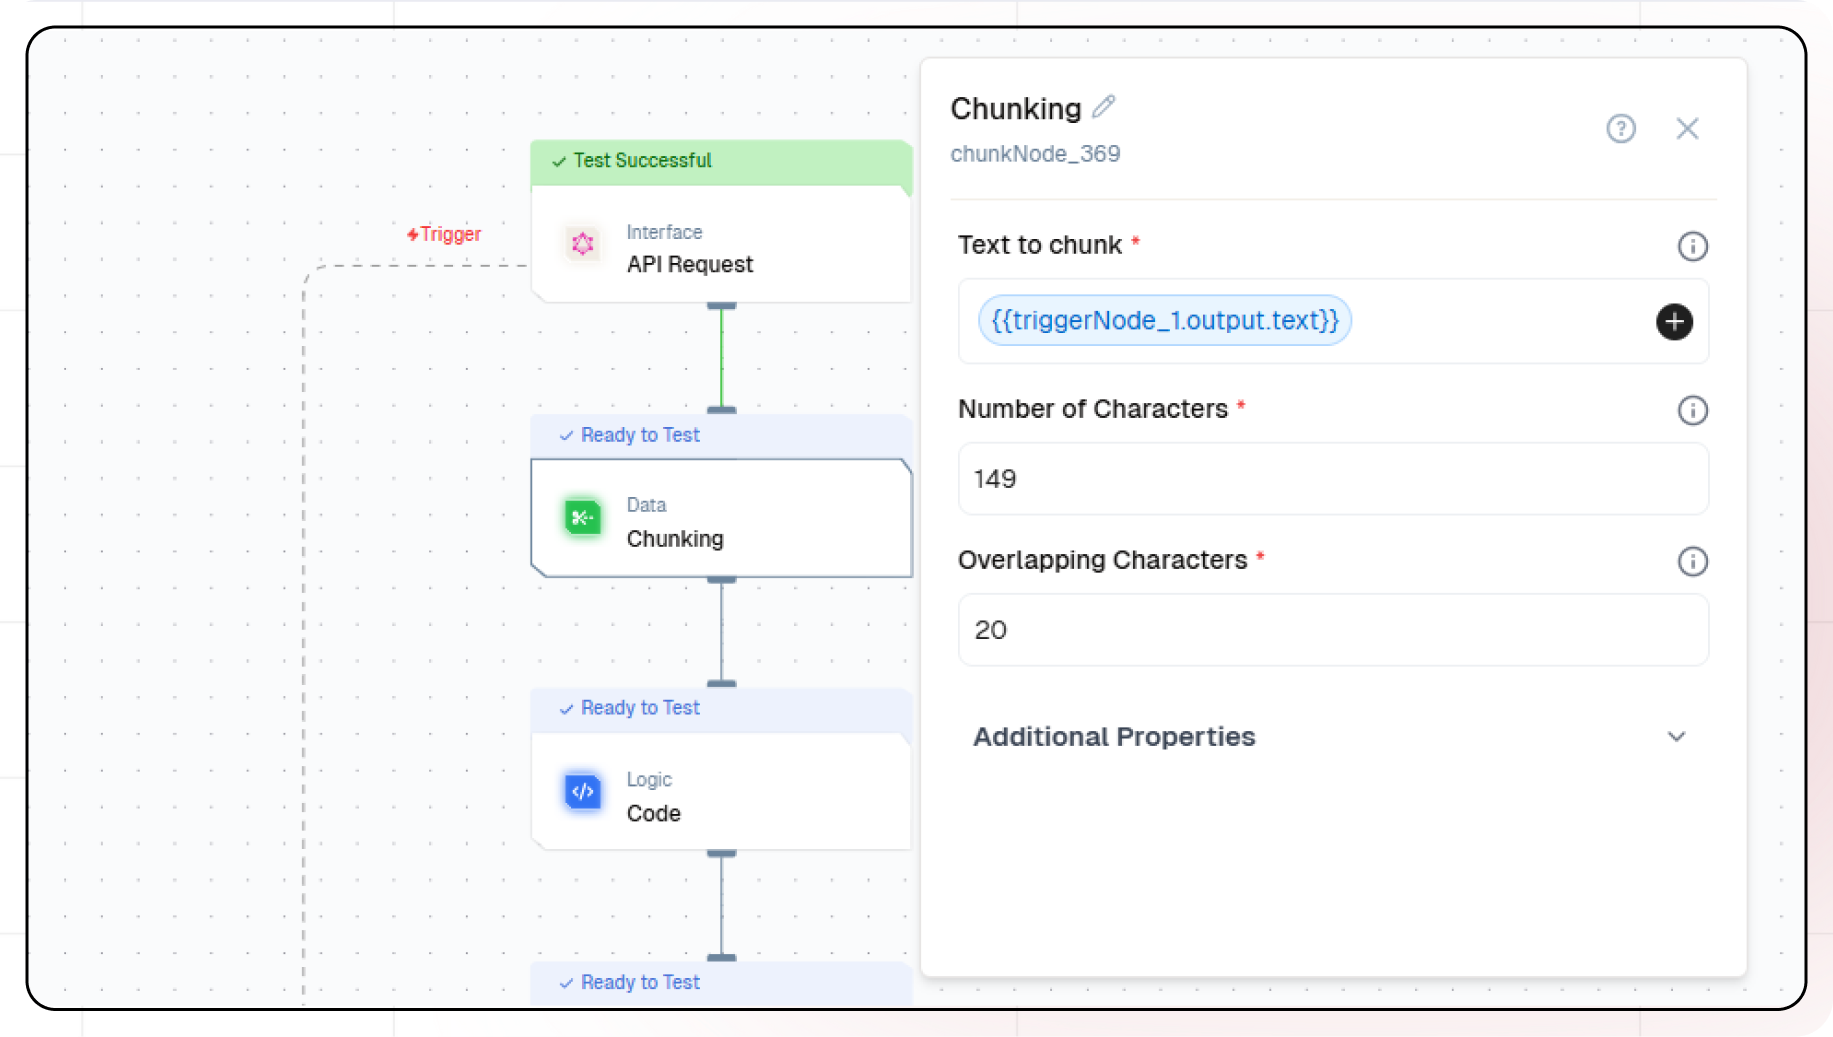 Trigger
Test Successful
Interface
API Request
Ready to Test
Data
Chunking
Ready to Test
Logic
Code
Ready to Test
Chunking
chunkNode_369
Text to chunk *
{{triggerNode_1.output.text}}
Number of Characters *
149
Overlapping Characters *
20
Additional Properties